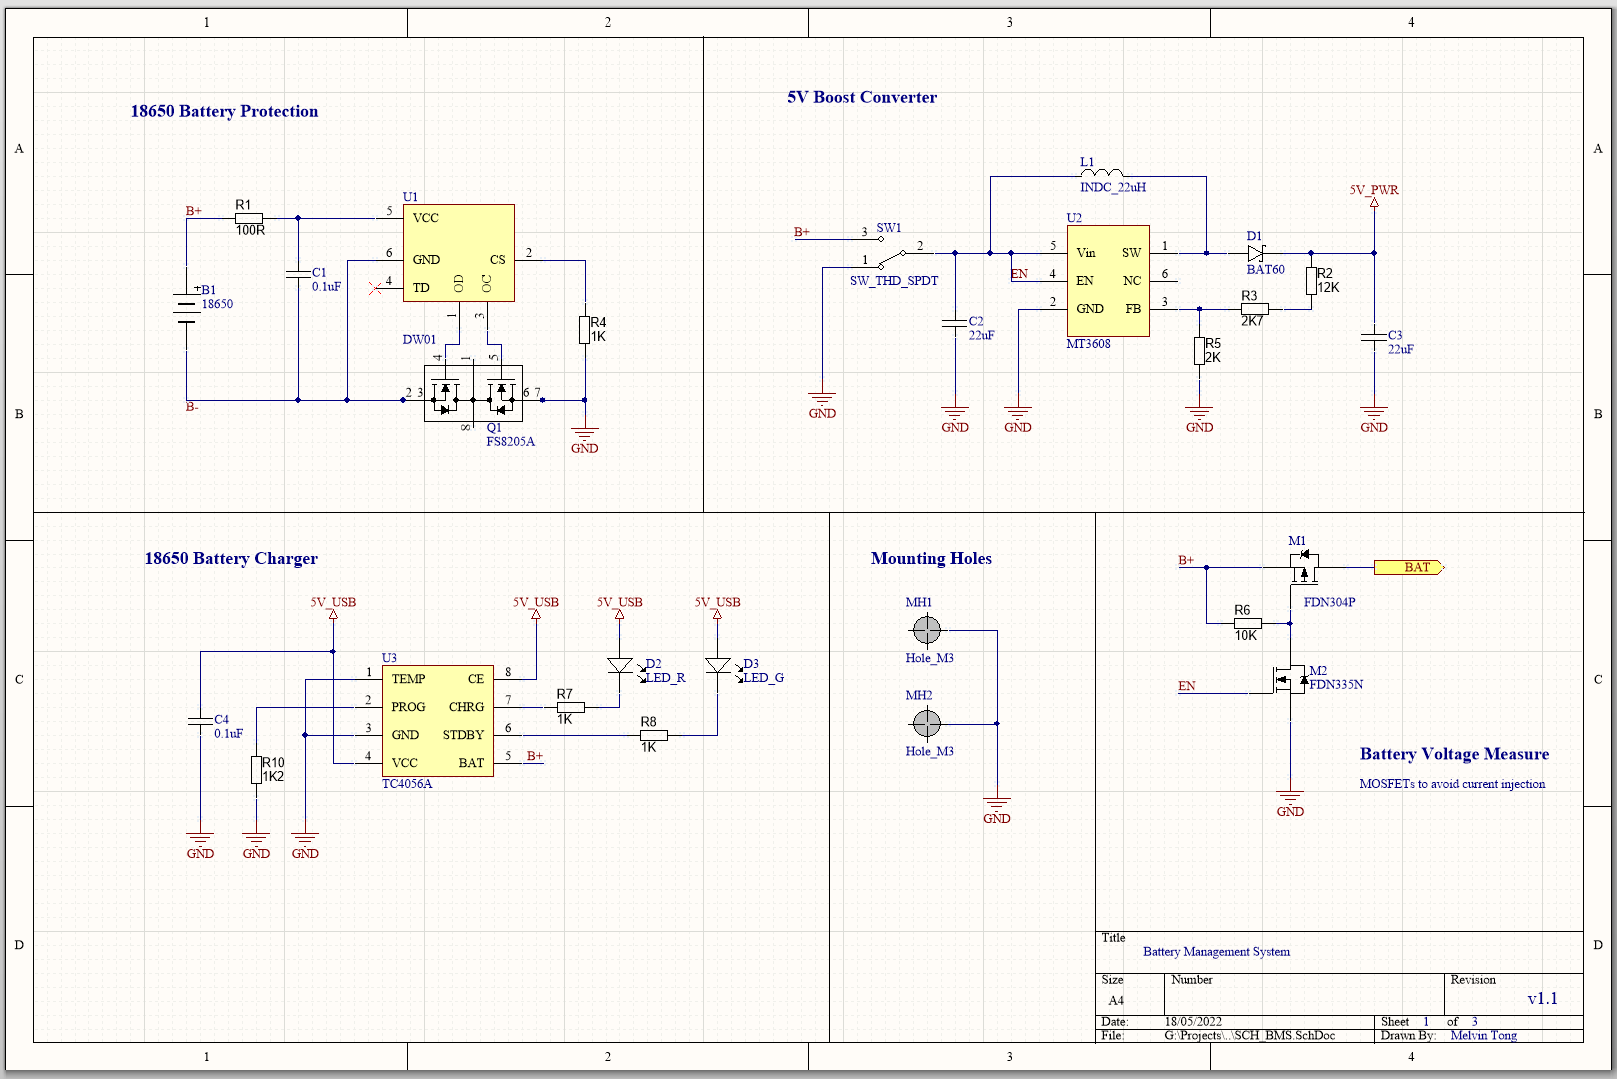 1 2 3 4
A A
B B
C C
D D
18650 Battery Protection
B+
R1
100R
C1
0.1uF
B1
18650
+
U1
5 VCC
6 GND
4 TD
CS 2
OD
OC
1
3
DW01
R4
1K
4 1 5
2 3
6 7
8
Q1
FS8205A
B-
GND
5V Boost Converter
B+
3
SW1
2
1
SW_THD_SPDT
L1
INDC_22uH
U2
5 Vin
EN 4 EN
2 GND
SW 1
NC 6
FB 3
MT3608
C2
22uF
D1
BAT60
R2
12K
R3
2K7
R5
2K
5V_PWR
C3
22uF
GND
GND
GND
GND
GND
18650 Battery Charger
5V_USB
5V_USB
5V_USB
5V_USB
U3
1 TEMP
2 PROG
3 GND
4 VCC
CE 8
CHRG 7
STDBY 6
BAT 5
B+
TC4056A
C4
0.1uF
R10
1K2
R7
1K
R8
1K
D2
LED_R
D3
LED_G
GND
GND
GND
Mounting Holes
MH1
Hole_M3
MH2
Hole_M3
GND
B+
M1
BAT
FDN304P
R6
10K
M2
FDN335N
EN
GND
Battery Voltage Measure
MOSFETs to avoid current injection
Title
Battery Management System
Size
A4
Number
Revision
v1.1
Date: 18/05/2022
Sheet 1 of 3
File: G:\Projects\..\SCH_BMS.SchDoc
Drawn By: Melvin Tong
1 2 3 4